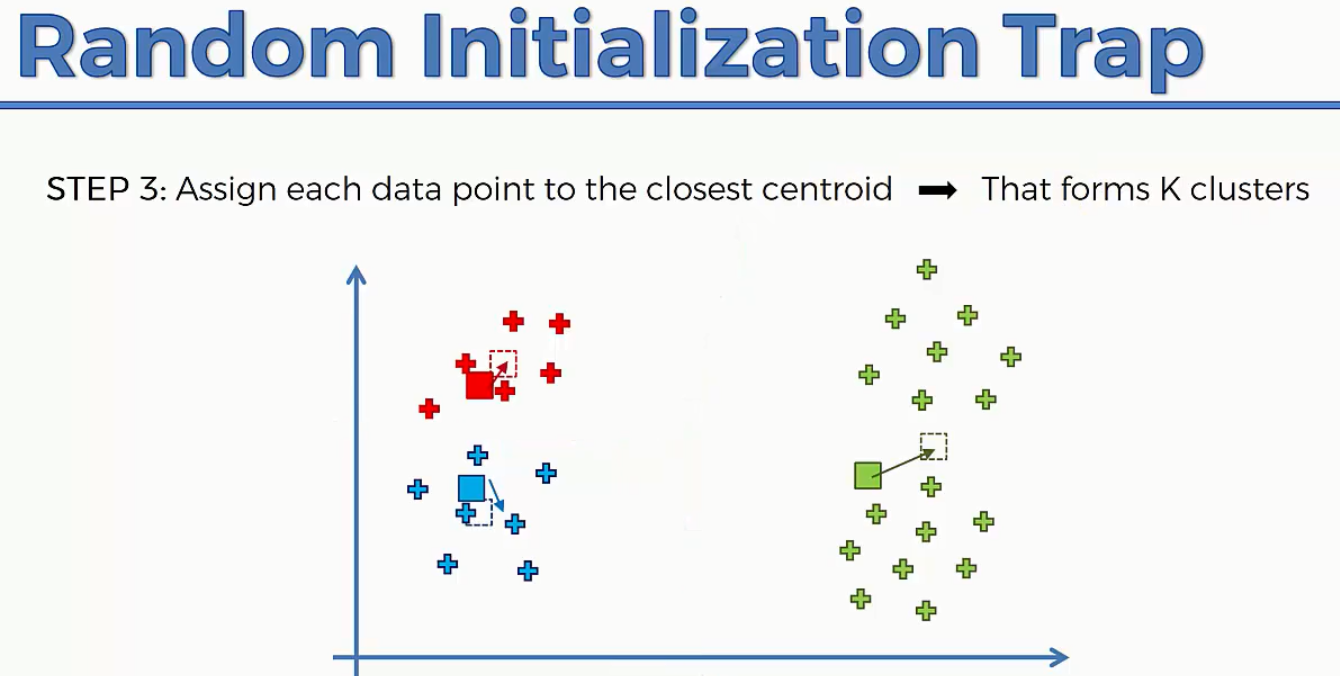 Random Initialization Trap
STEP 3: Assign each data point to the closest centroid ➡ That forms K clusters